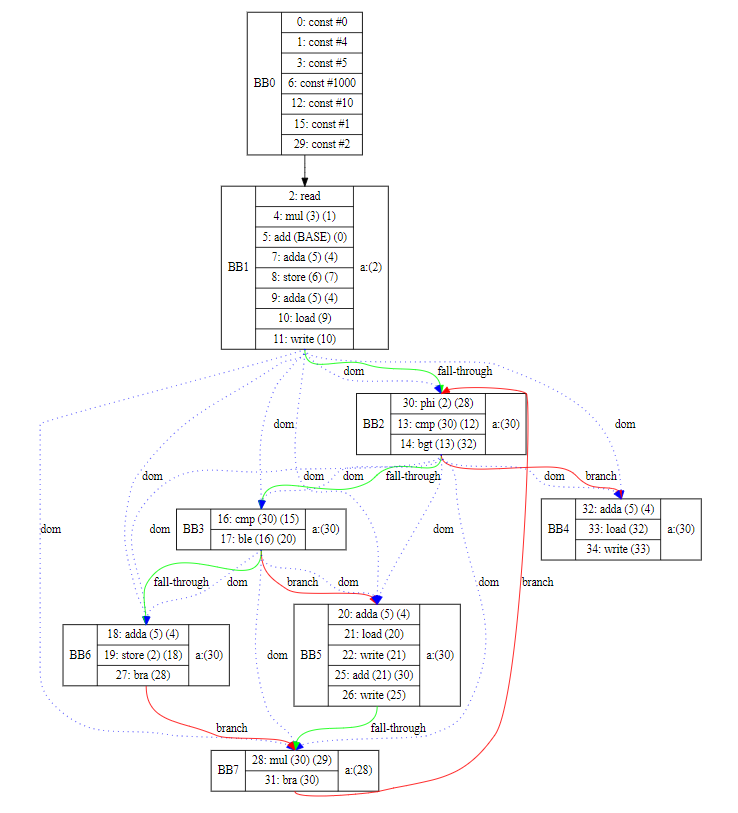 BB0
0: const #0
1: const #4
3: const #5
6: const #1000
12: const #10
15: const #1
29: const #2
BB1
2: read
4: mul (3) (1)
5: add (BASE) (0)
7: adda (5) (4)
8: store (6) (7)
9: adda (5) (4)
10: load (9)
11: write (10)
a:(2)
dom
fall-through
BB2
30: phi (2) (28)
13: cmp (30) (12)
14: bgt (13) (32)
a:(30)
dom
dom
dom
dom
dom
fall-through
dom
branch
BB3
16: cmp (30) (15)
17: ble (16) (20)
a:(30)
BB4
32: adda (5) (4)
33: load (32)
34: write (33)
a:(30)
dom
dom
dom
fall-through
dom
branch
dom
dom
branch
BB6
18: adda (5) (4)
19: store (2) (18)
27: bra (28)
a:(30)
dom
BB5
20: adda (5) (4)
21: load (20)
22: write (21)
25: add (21) (30)
26: write (25)
a:(30)
branch
fall-through
BB7
28: mul (30) (29)
31: bra (30)
a:(28)